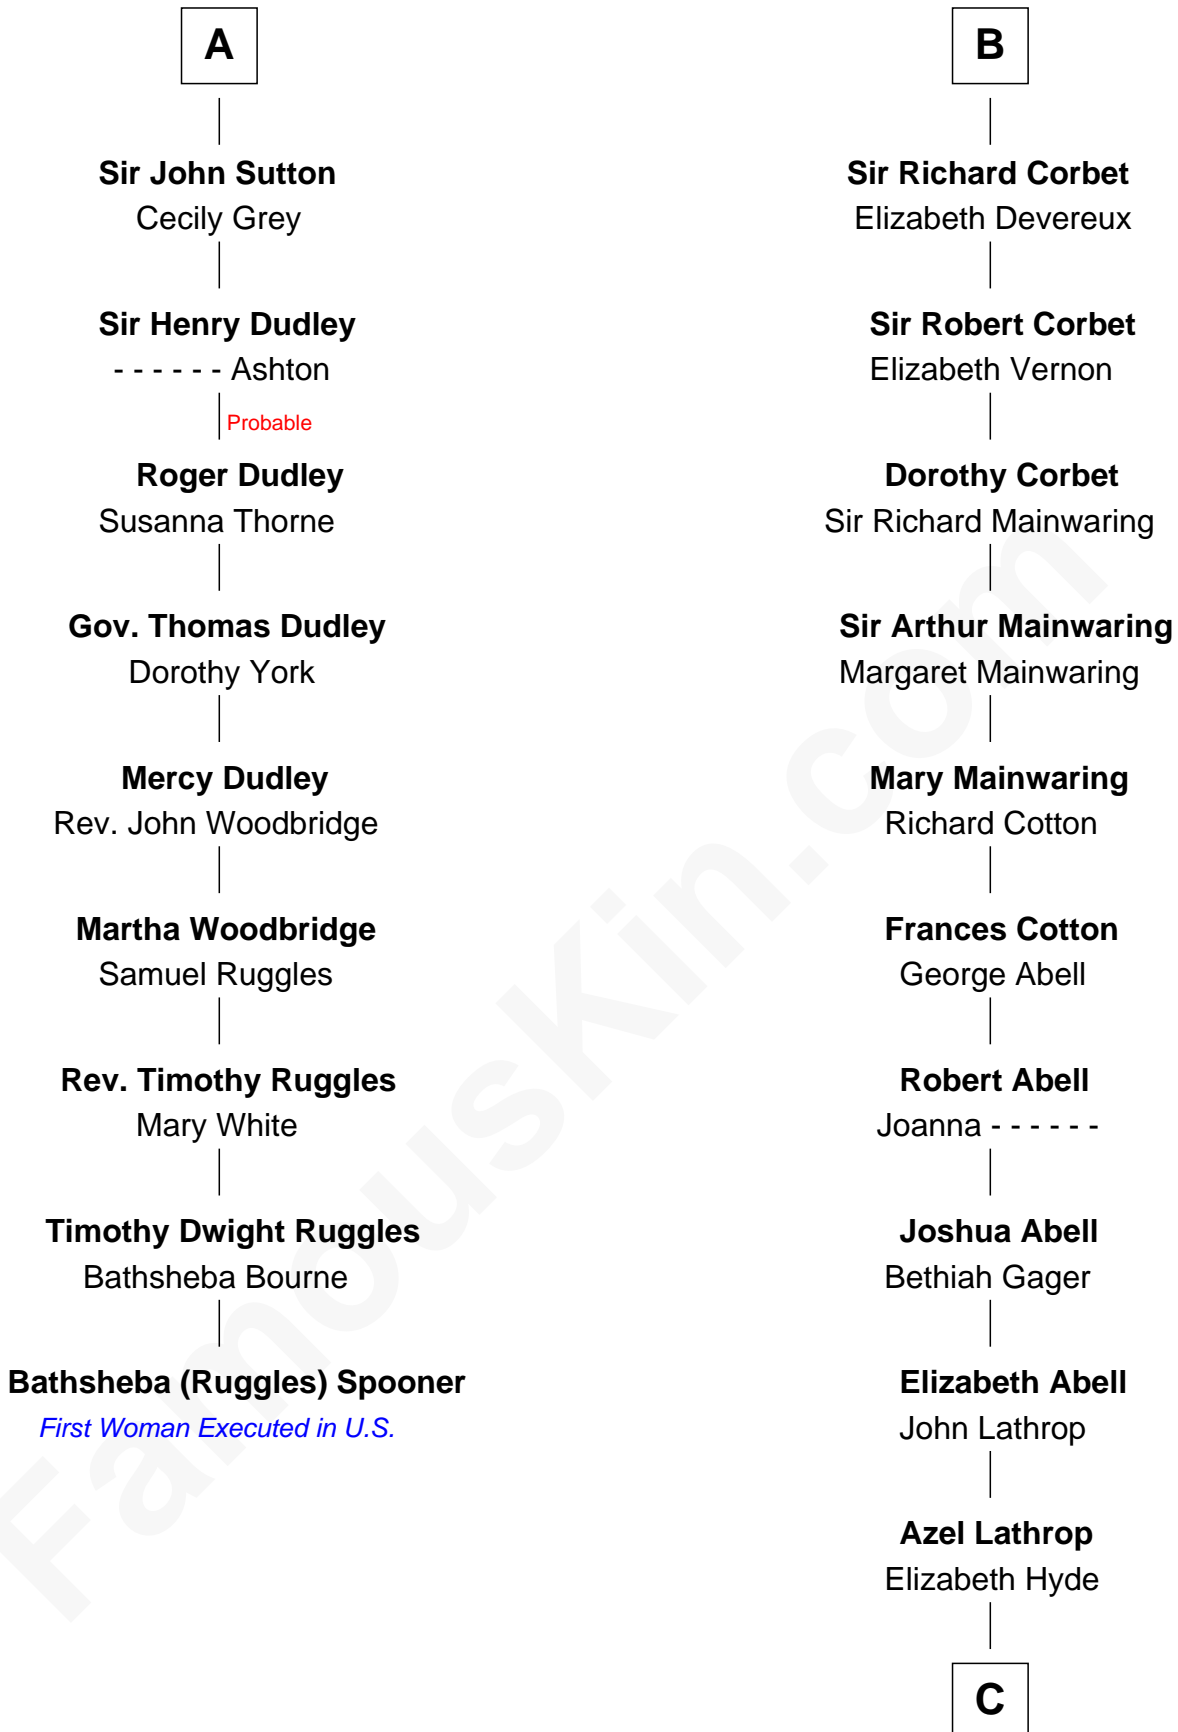 A
Sir John Sutton
Cecily Grey
Sir Henry Dudley
- - - - - - Ashton
Probable
Roger Dudley
Susanna Thorne
Gov. Thomas Dudley
Dorothy York
Mercy Dudley
Rev. John Woodbridge
Martha Woodbridge
Samuel Ruggles
Rev. Timothy Ruggles
Mary White
Timothy Dwight Ruggles
Bathsheba Bourne
Bathsheba (Ruggles) Spooner
First Woman Executed in U.S.
B
Sir Richard Corbet
Elizabeth Devereux
Sir Robert Corbet
Elizabeth Vernon
Dorothy Corbet
Sir Richard Mainwaring
Sir Arthur Mainwaring
Margaret Mainwaring
Mary Mainwaring
Richard Cotton
Frances Cotton
George Abell
Robert Abell
Joanna - - - - - -
Joshua Abell
Bethiah Gager
Elizabeth Abell
John Lathrop
Azel Lathrop
Elizabeth Hyde
C
FamousKin.com